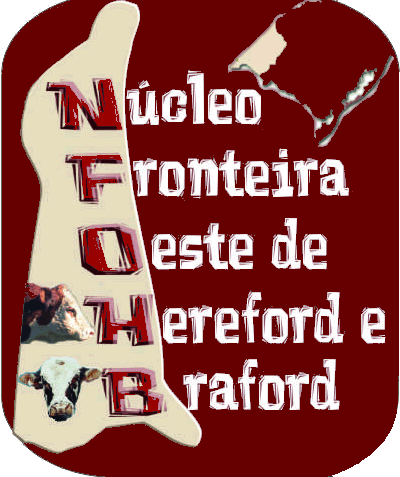 Núcleo
Fronteira
Oeste de
Hereford e
Braford